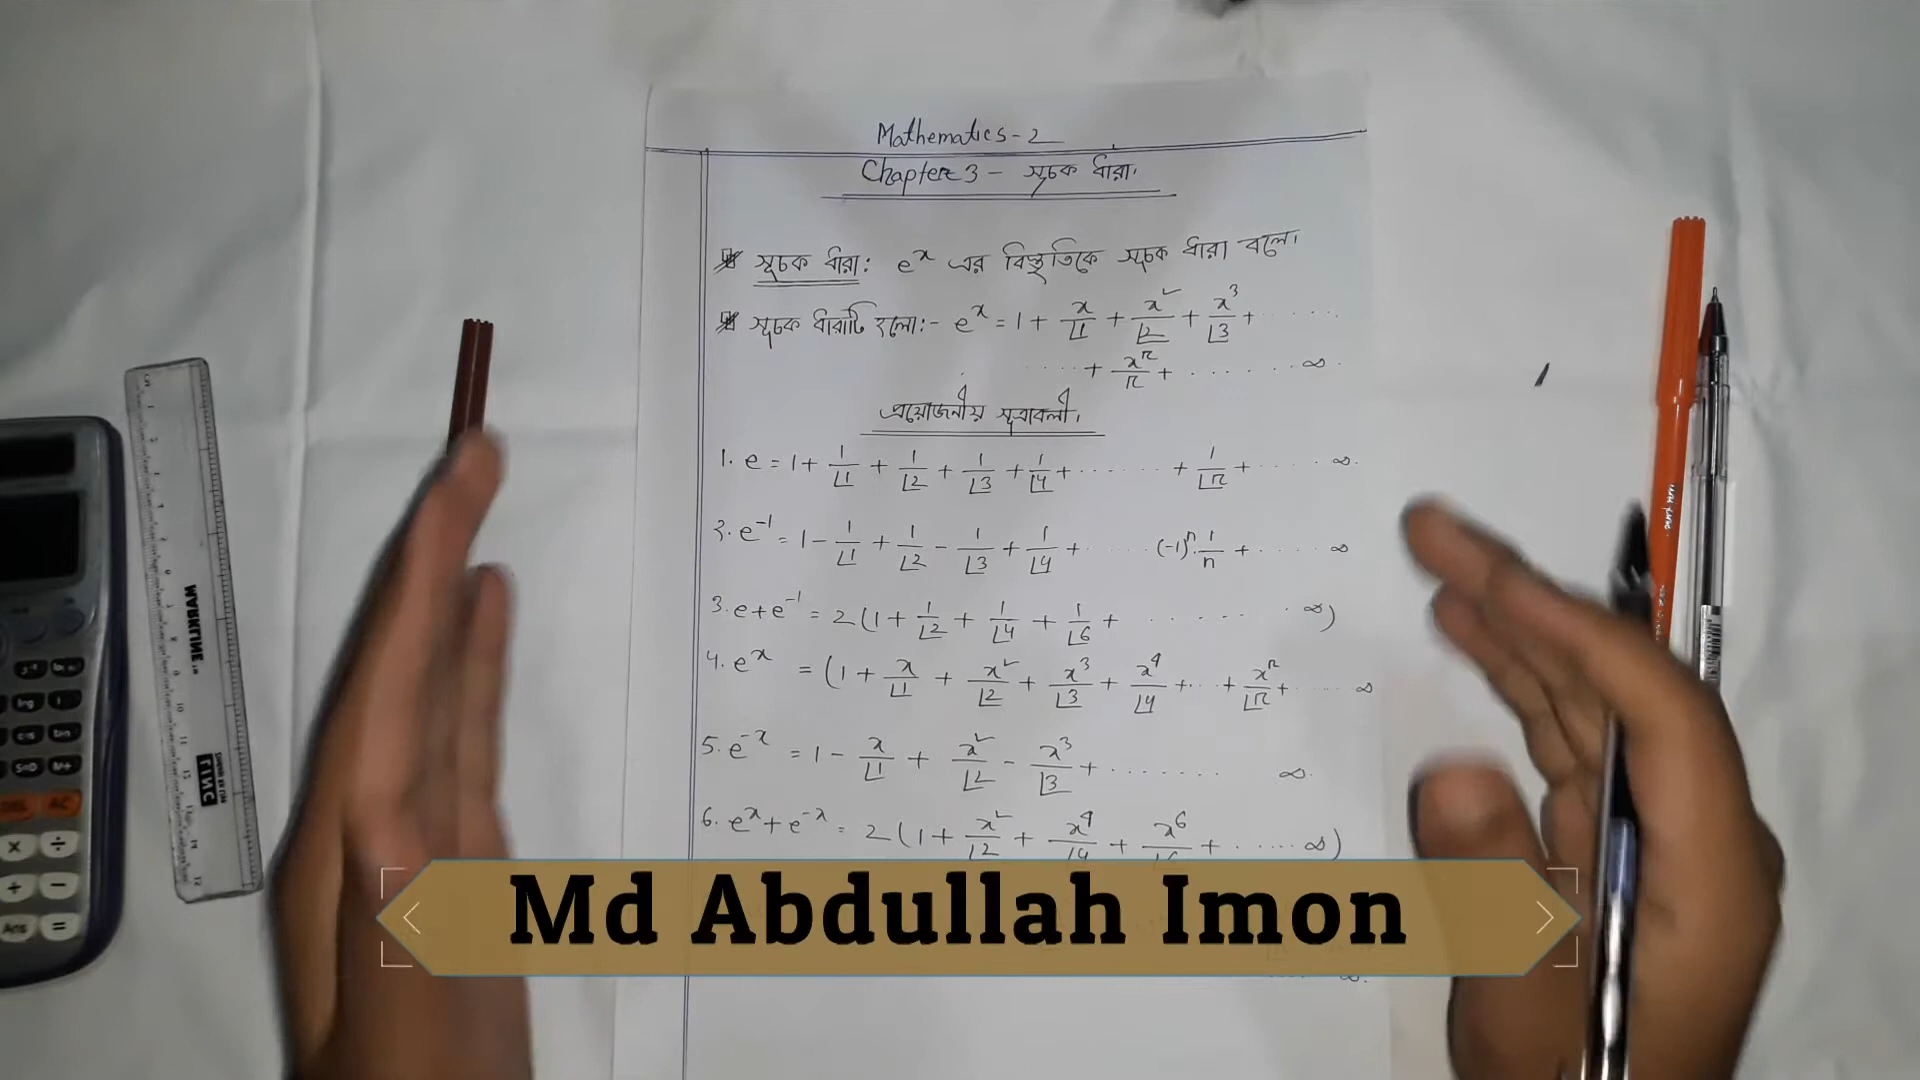 Mathematics-2
Chapter 3 - সূচক ধারা।
সূচক ধারা: e^x এর বিস্তৃতিকে সূচক ধারা বলে।
সূচক ধারাটি হলো:- e^x = 1 + x/⌊1 + x²/⌊2 + x³/⌊3 + ......
.... + x^r/r + ....... ∞
প্রয়োজনীয় সূত্রাবলী।
1. e = 1 + 1/⌊1 + 1/⌊2 + 1/⌊3 + 1/⌊4 + ....... + 1/⌊r + .... ∞.
2. e^-1 = 1 - 1/⌊1 + 1/⌊2 - 1/⌊3 + 1/⌊4 + ...... (-1)^n. 1/n + .... ∞
3. e + e^-1 = 2(1 + 1/⌊2 + 1/⌊4 + 1/⌊6 + ....... ∞)
4. e^x = (1 + x/⌊1 + x²/⌊2 + x³/⌊3 + x⁴/⌊4 + ... + x^r/⌊r + .... ∞
5. e^-x = 1 - x/⌊1 + x²/⌊2 - x³/⌊3 + ....... ∞.
6. e^x + e^-x = 2(1 + x²/⌊2 + x⁴/⌊4 + x⁶/⌊6 + ...... ∞)
Md Abdullah Imon
∞.